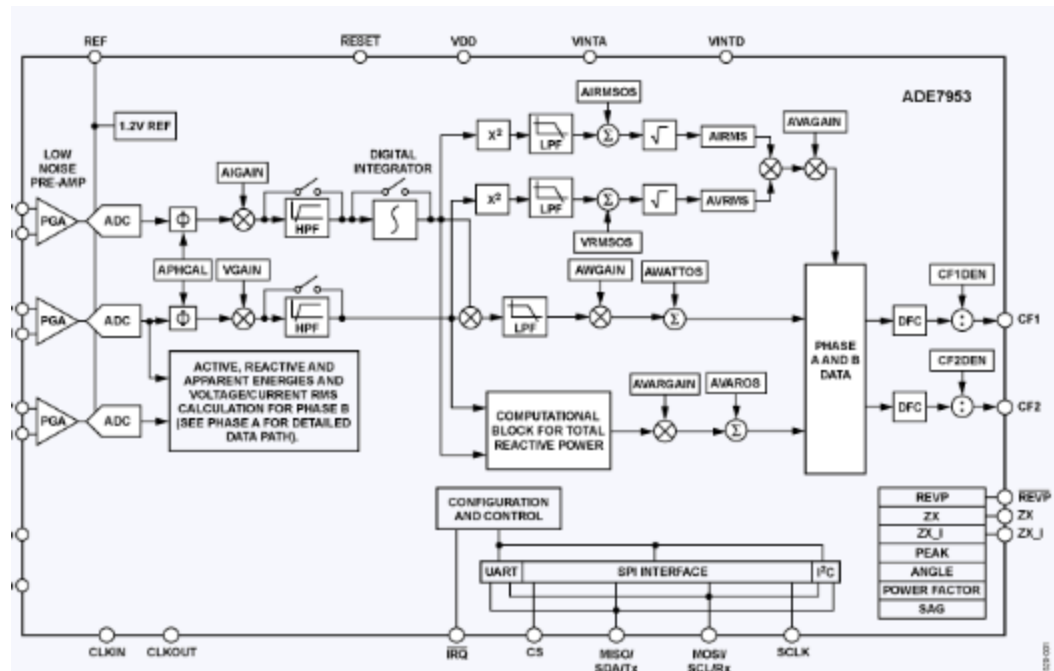 REF
RESET
VDD
VINTA
VINTD
ADE7953
1.2V REF
AIRMSOS
AVAGAIN
X²
LPF
Σ
√
AIRMS
LOW
NOISE
PRE-AMP
AIGAIN
DIGITAL
INTEGRATOR
PGA
ADC
Φ
HPF
∫
X²
LPF
Σ
√
AVRMS
VRMSOS
APHCAL
VGAIN
AWGAIN
AWATTOS
CF1DEN
PGA
ADC
Φ
HPF
LPF
Σ
DFC
:
CF1
PHASE
A AND B
DATA
ACTIVE, REACTIVE AND
APPARENT ENERGIES AND
VOLTAGE/CURRENT RMS
CALCULATION FOR PHASE B
(SEE PHASE A FOR DETAILED
DATA PATH).
AVARGAIN
AVAROS
CF2DEN
PGA
ADC
COMPUTATIONAL
BLOCK FOR TOTAL
REACTIVE POWER
Σ
DFC
:
CF2
CONFIGURATION
AND CONTROL
REVP
REVP
ZX
ZX
ZX_I
ZX_I
PEAK
ANGLE
POWER FACTOR
SAG
UART
SPI INTERFACE
I²C
CLKIN
CLKOUT
IRQ
CS
MISO/
SDA/Tx
MOSI/
SCL/Rx
SCLK